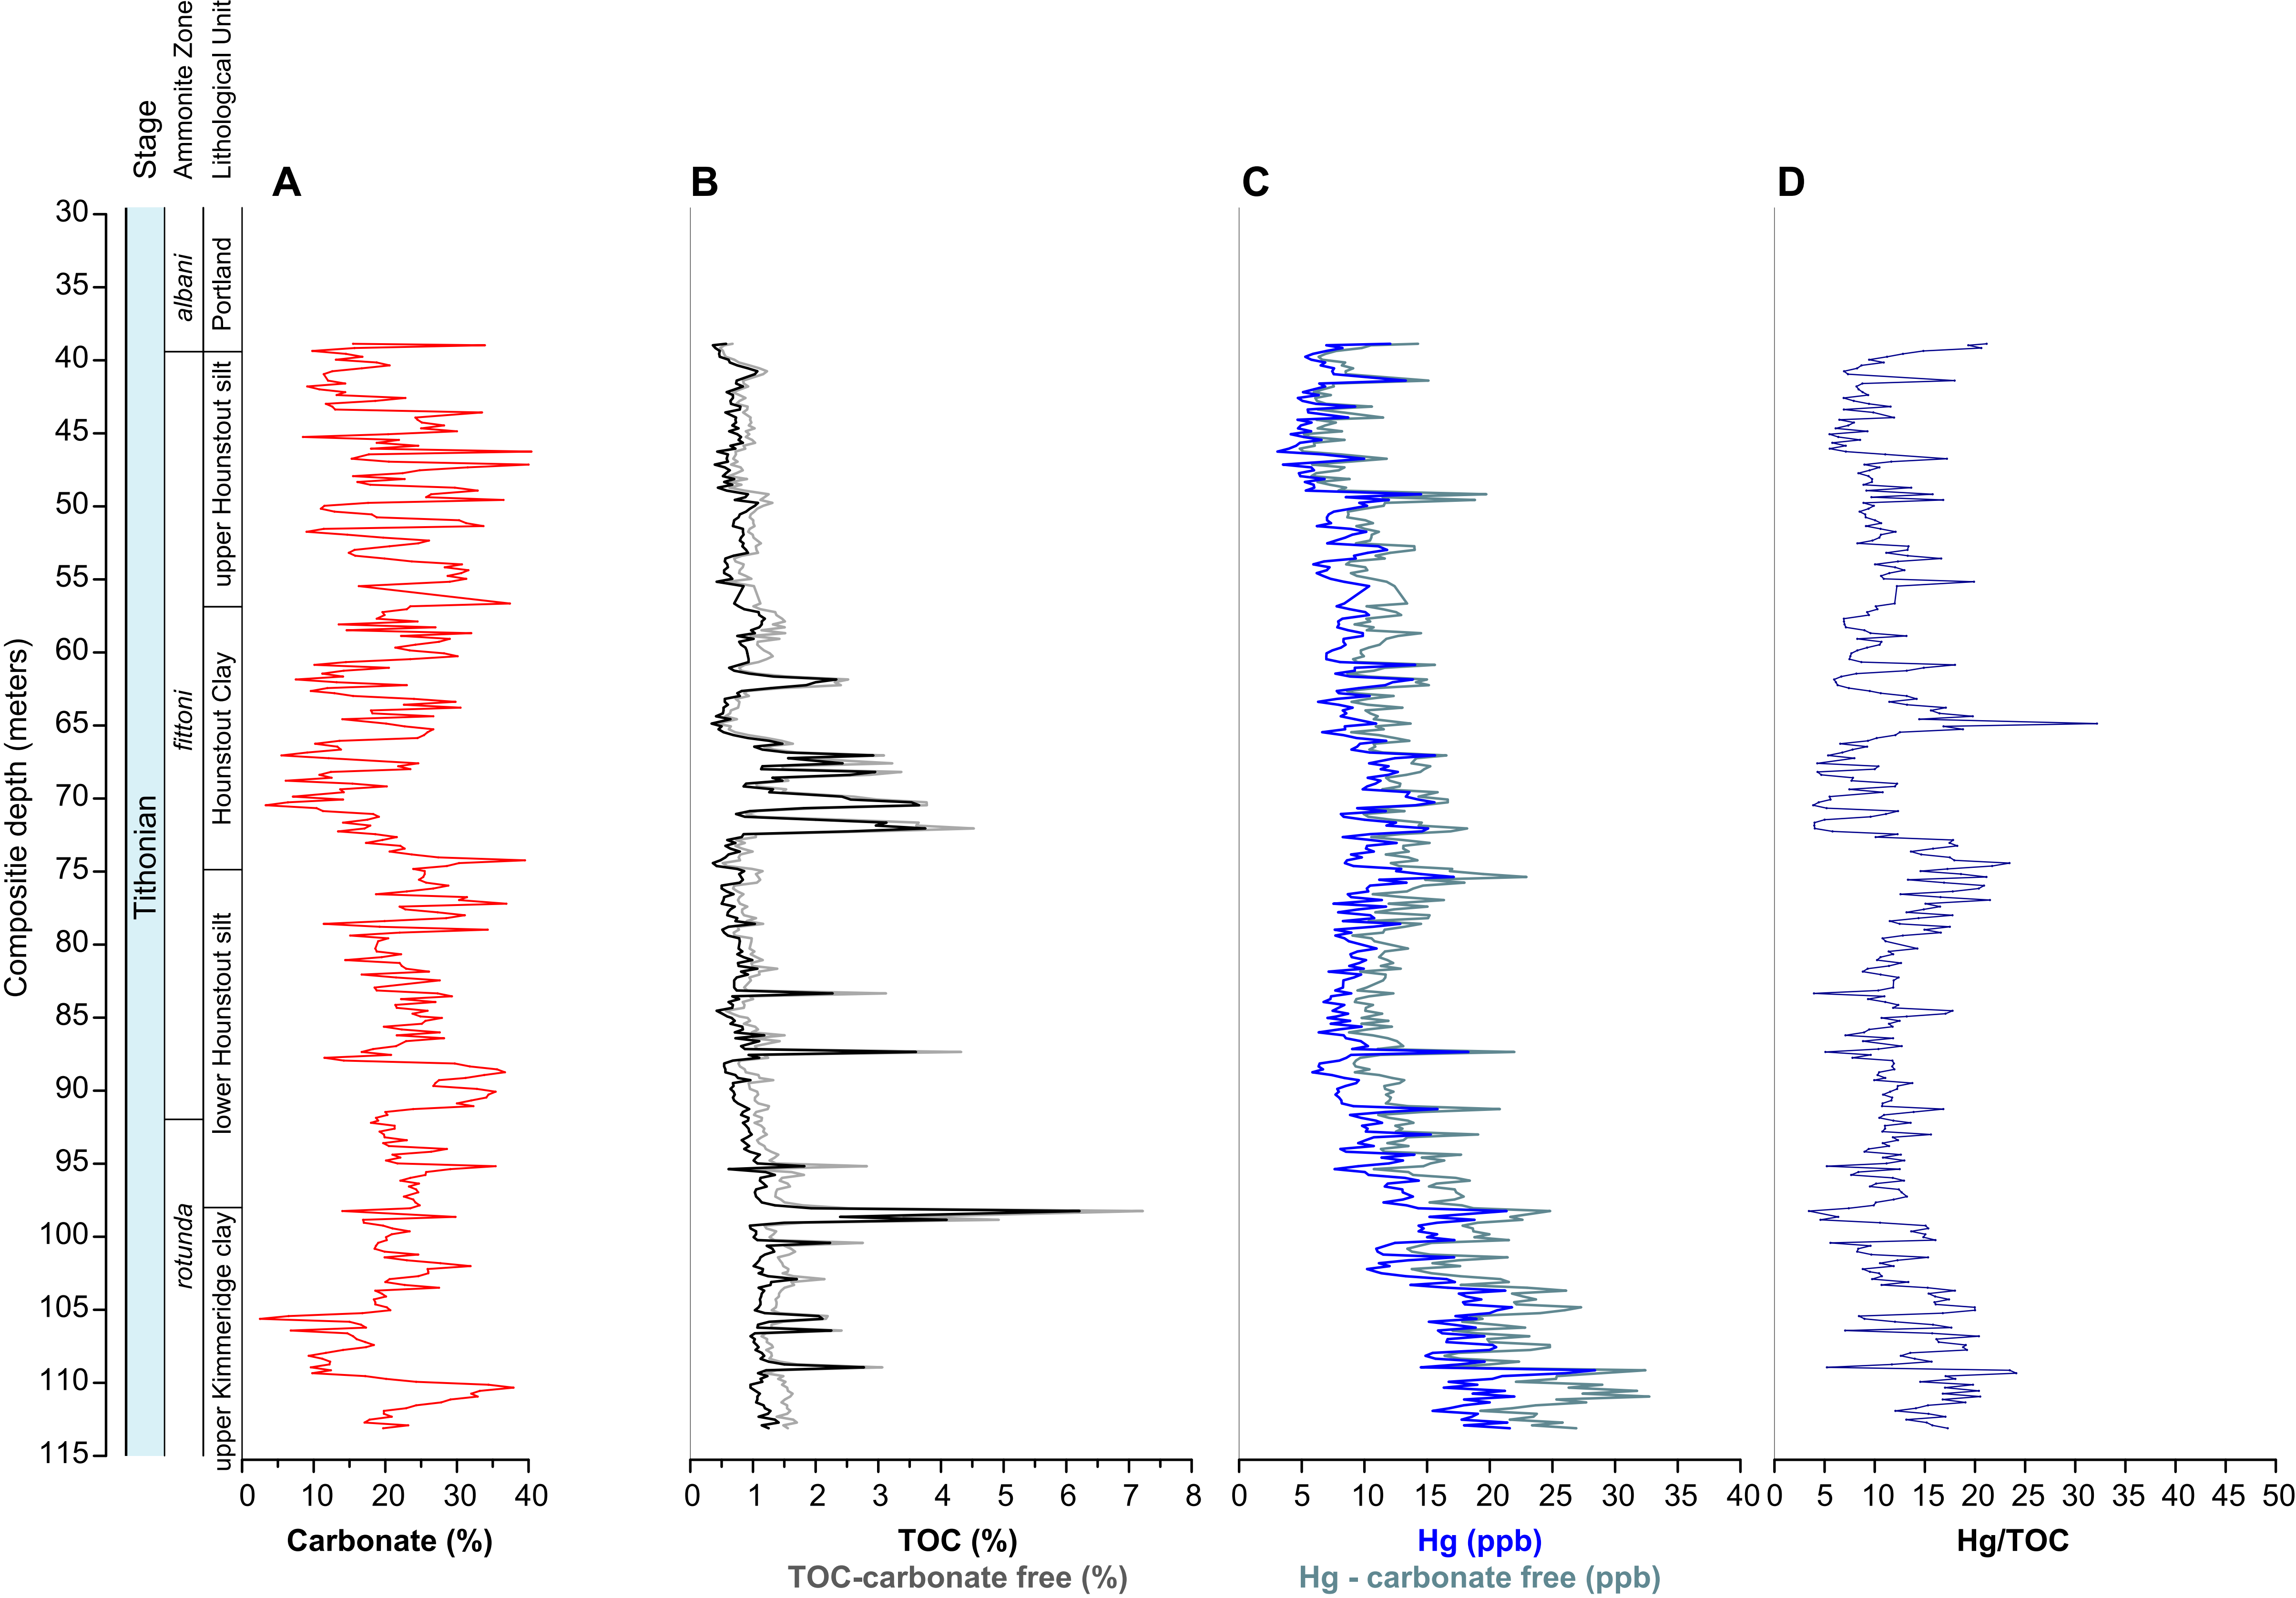 Stage
Ammonite Zone
Lithological Unit
A
B
C
D
30
35
40
45
50
55
60
65
70
75
80
85
90
95
100
105
110
115
Compositie depth (meters)
Tithonian
albani
fittoni
rotunda
Portland
upper Hounstout silt
Hounstout Clay
lower Hounstout silt
upper Kimmeridge clay
0 10 20 30 40
Carbonate (%)
0 1 2 3 4 5 6 7 8
TOC (%)
TOC-carbonate free (%)
0 5 10 15 20 25 30 35 40
Hg (ppb)
Hg - carbonate free (ppb)
0 5 10 15 20 25 30 35 40 45 50
Hg/TOC